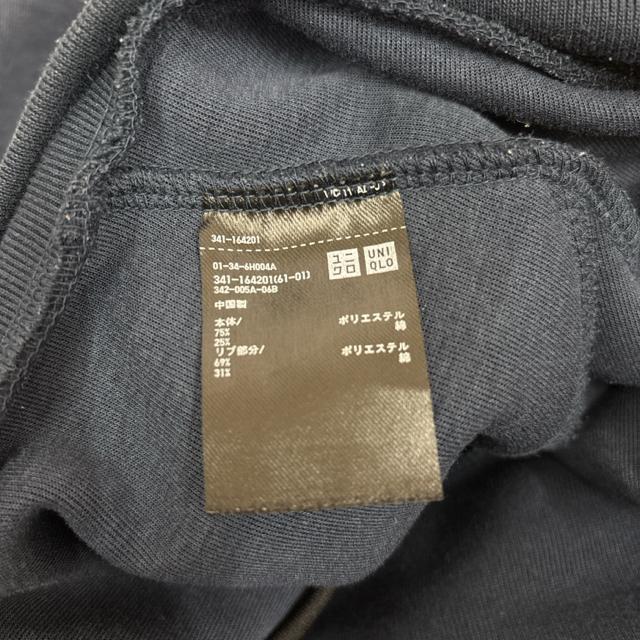 341-164201
01-34-6H004A
341-164201(61-01)
342-005A-06B
中国製
ユニ
クロ
UNI
QLO
本体/ ポリエステル
75%
25% 綿
リブ部分/ ポリエステル
69%
31% 綿